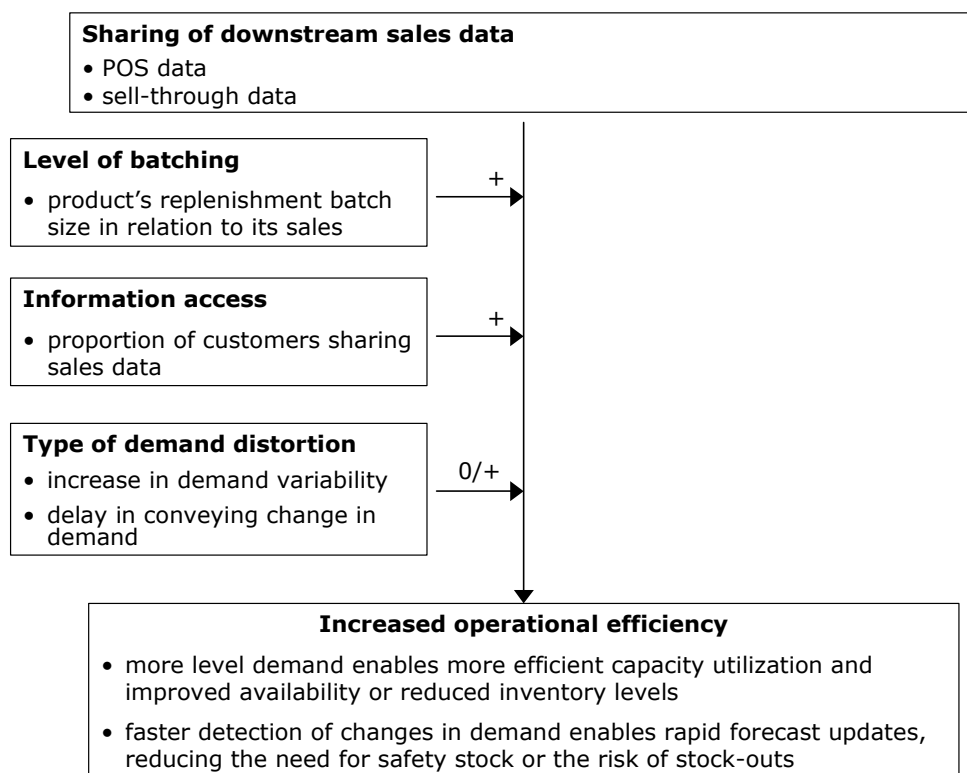 Sharing of downstream sales data
• POS data
• sell-through data
Level of batching
• product’s replenishment batch
size in relation to its sales
+
Information access
• proportion of customers sharing
sales data
+
Type of demand distortion
• increase in demand variability
• delay in conveying change in
demand
0/+
Increased operational efficiency
• more level demand enables more efficient capacity utilization and
improved availability or reduced inventory levels
• faster detection of changes in demand enables rapid forecast updates,
reducing the need for safety stock or the risk of stock-outs